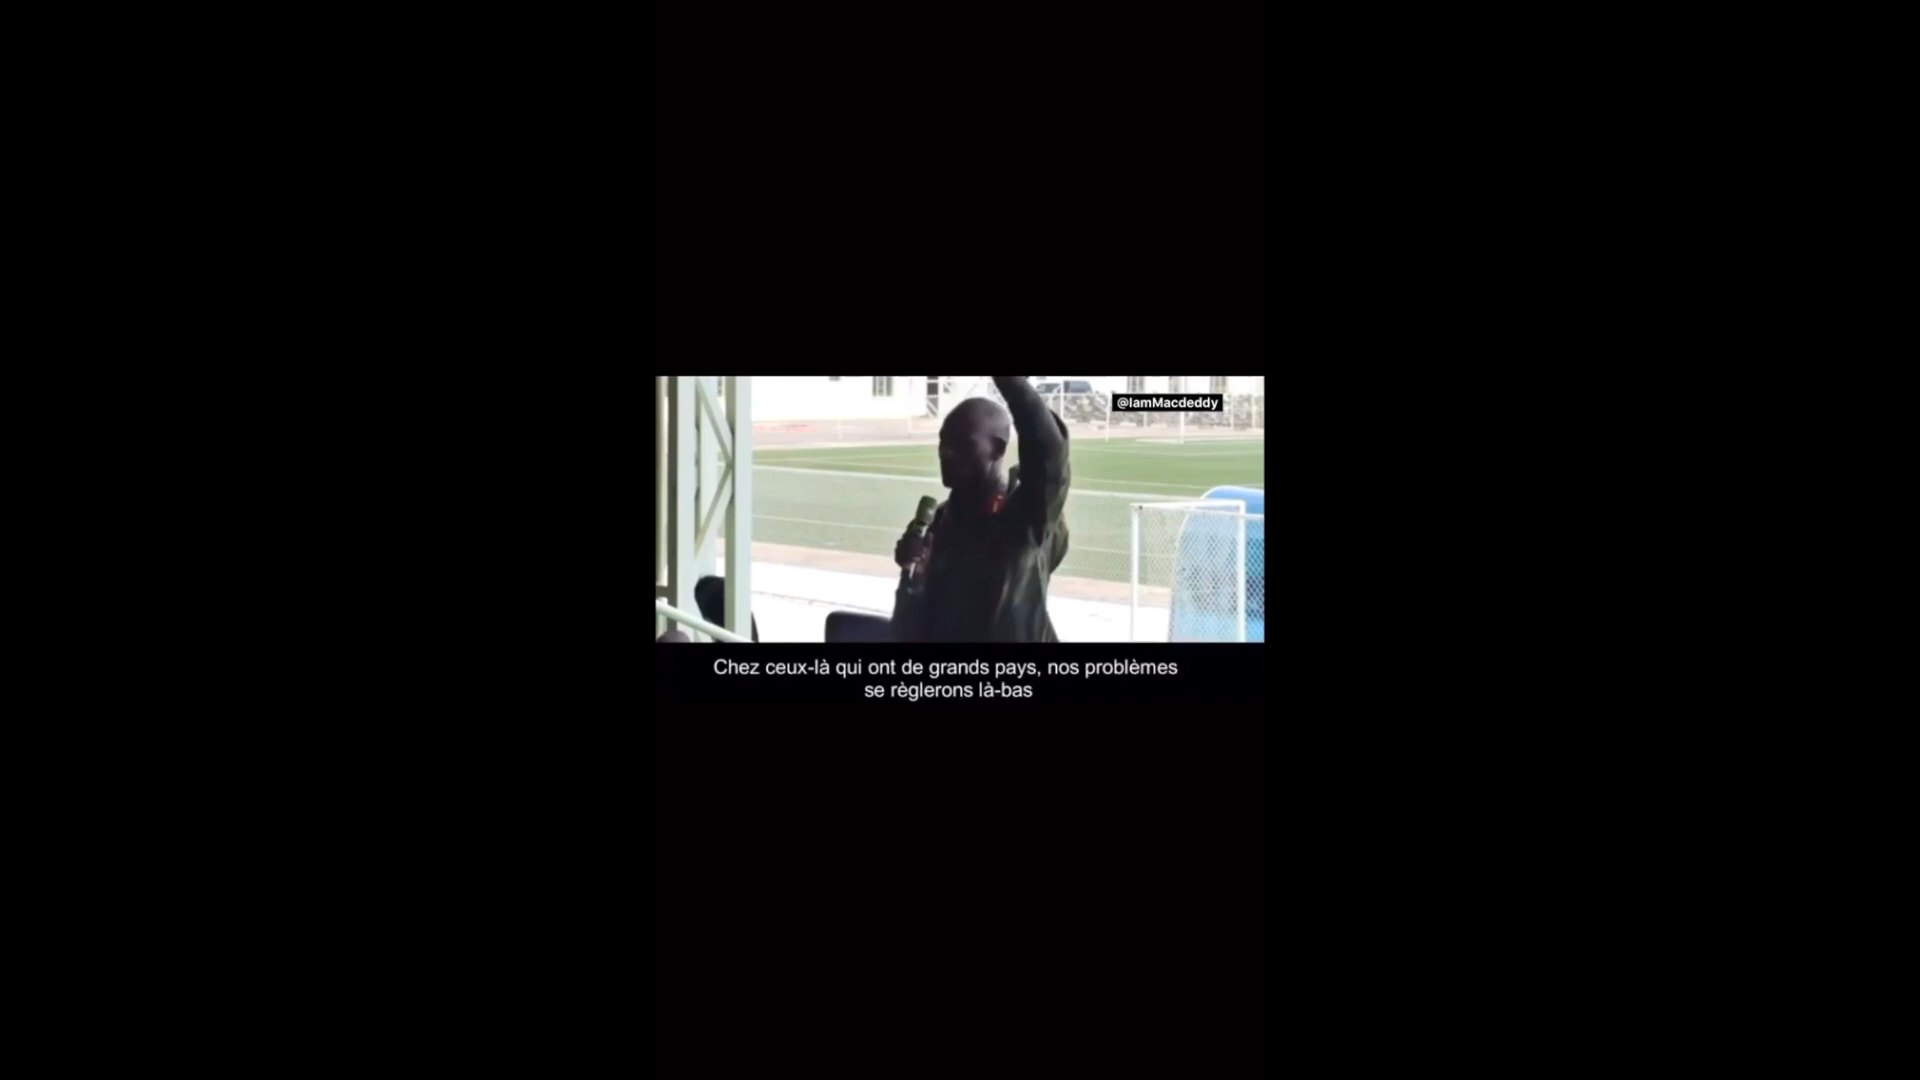 @IamMacdeddy
Chez ceux-là qui ont de grands pays, nos problèmes
se règlerons là-bas